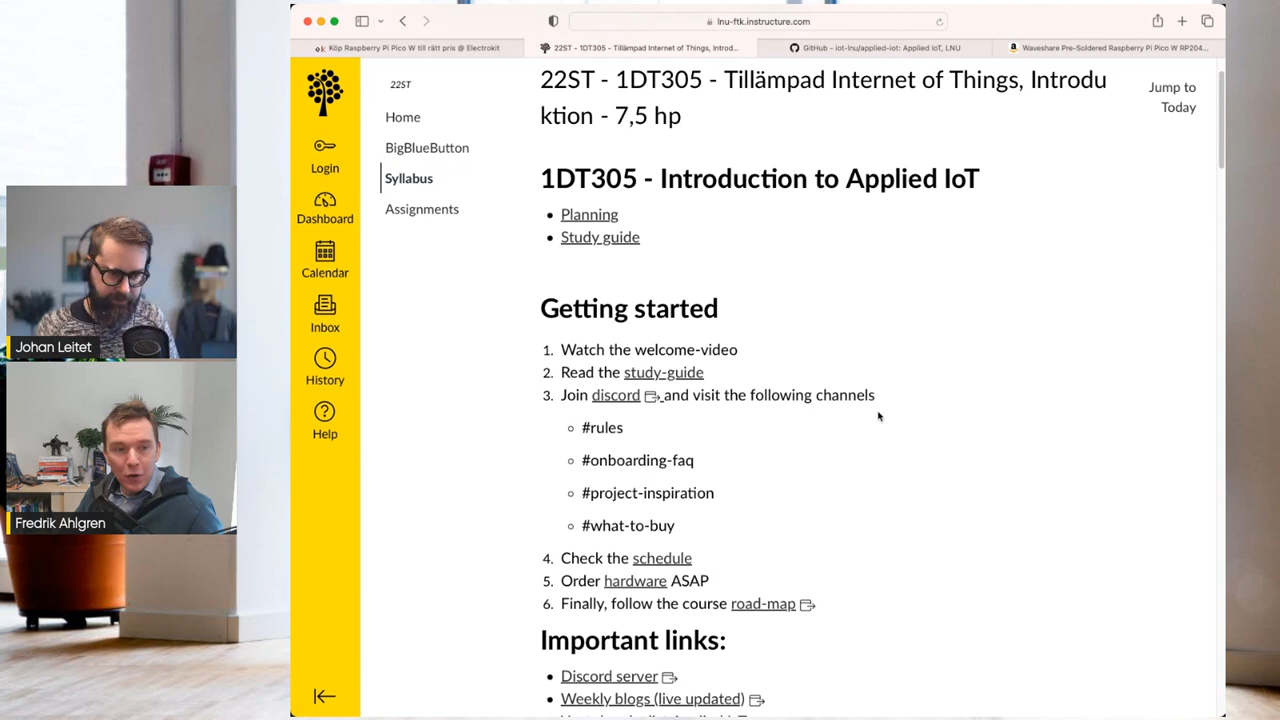 lnu-ftk.instructure.com
Köp Raspberry Pi Pico W till rätt pris @ Electrokit
22ST - 1DT305 - Tillämpad Internet of Things, Introd...
GitHub - iot-lnu/applied-iot: Applied IoT, LNU
Waveshare Pre-Soldered Raspberry Pi Pico W RP204...
Login
Dashboard
Calendar
Inbox
History
Help
22ST
Home
BigBlueButton
Syllabus
Assignments
22ST - 1DT305 - Tillämpad Internet of Things, Introdu
ktion - 7,5 hp
Jump to
Today
1DT305 - Introduction to Applied IoT
• Planning
• Study guide
Getting started
1. Watch the welcome-video
2. Read the study-guide
3. Join discord and visit the following channels
◦ #rules
◦ #onboarding-faq
◦ #project-inspiration
◦ #what-to-buy
4. Check the schedule
5. Order hardware ASAP
6. Finally, follow the course road-map
Important links:
• Discord server
• Weekly blogs (live updated)
Johan Leitet
Fredrik Ahlgren